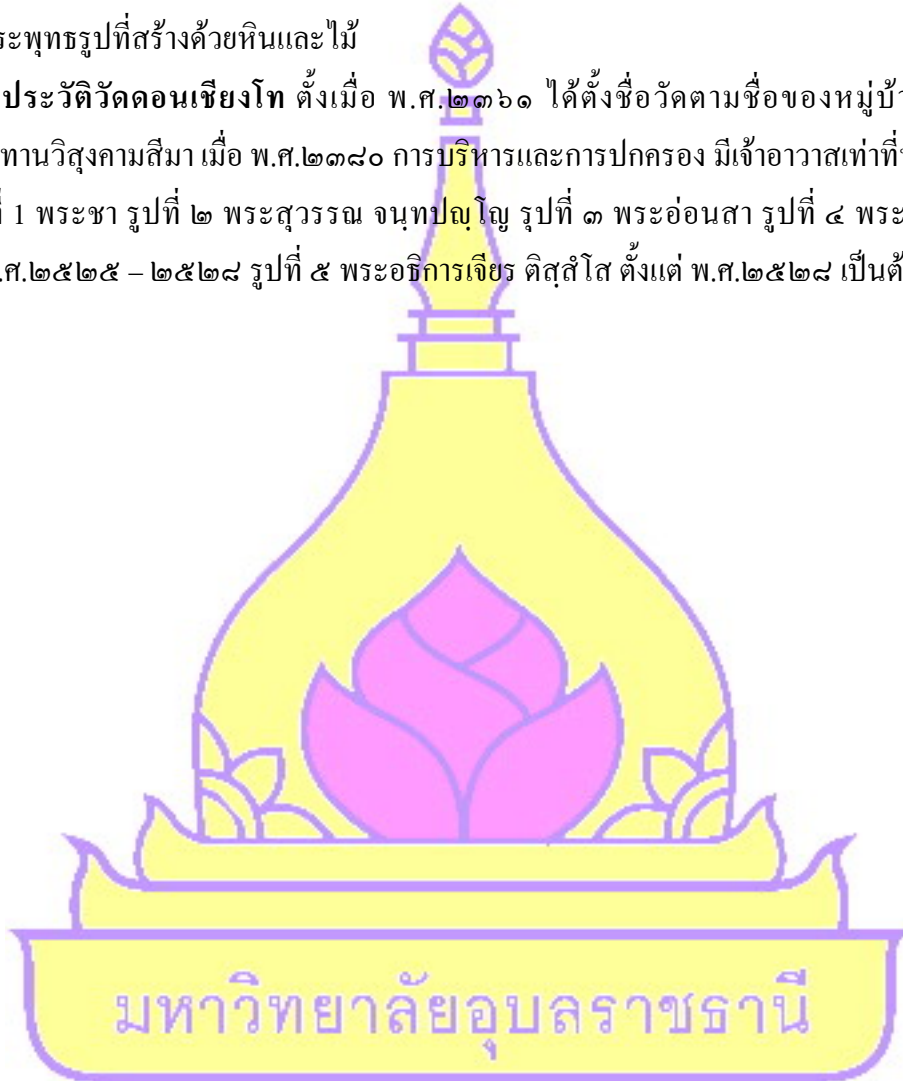 ระพุทธรูปที่สร้างด้วยหินและไม้
ประวัติวัดดอนเชียงโท ตั้งเมื่อ พ.ศ.๒๓๖๑ ได้ตั้งชื่อวัดตามชื่อของหมู่บ้ว
ทานวิสุงคามสีมา เมื่อ พ.ศ.๒๓๘๐ การบริหารและการปกครอง มีเจ้าอาวาสเท่าที่
ที่ 1 พระชา รูปที่ ๒ พระสุวรรณ จนฺทปญฺโญ รุปที่ ๓ พระอ่อนสา รูปที่ ๔ พระ
.ศ.๒๕๒๕ – ๒๕๒๘ รูปที่ ๕ พระอธิการเจียร ติสฺสํโส ตั้งแต่ พ.ศ.๒๕๒๘ เป็นต้
มหาวิทยาลัยอุบลราชธานี